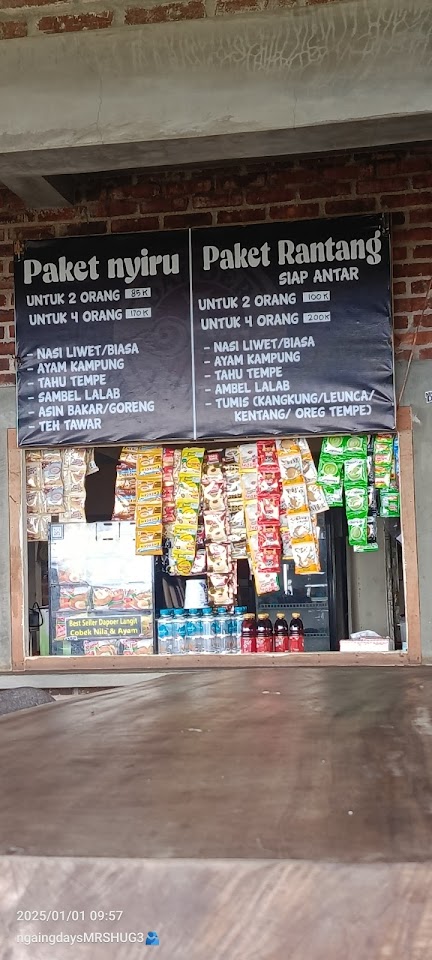 Paket nyiru
UNTUK 2 ORANG 85K
UNTUK 4 ORANG 170K
- NASI LIWET/BIASA
- AYAM KAMPUNG
- TAHU TEMPE
- SAMBEL LALAB
- ASIN BAKAR/GORENG
- TEH TAWAR
Paket Rantang
SIAP ANTAR
UNTUK 2 ORANG 100K
UNTUK 4 ORANG 200K
- NASI LIWET/BIASA
- AYAM KAMPUNG
- TAHU TEMPE
- AMBEL LALAB
- TUMIS (KANGKUNG/LEUNCA/
KENTANG/ OREG TEMPE)
Best Seller Dapoer Langit
Cobek Nila & Ayam
2025/01/01 09:57
ngaingdaysMRSHUG3